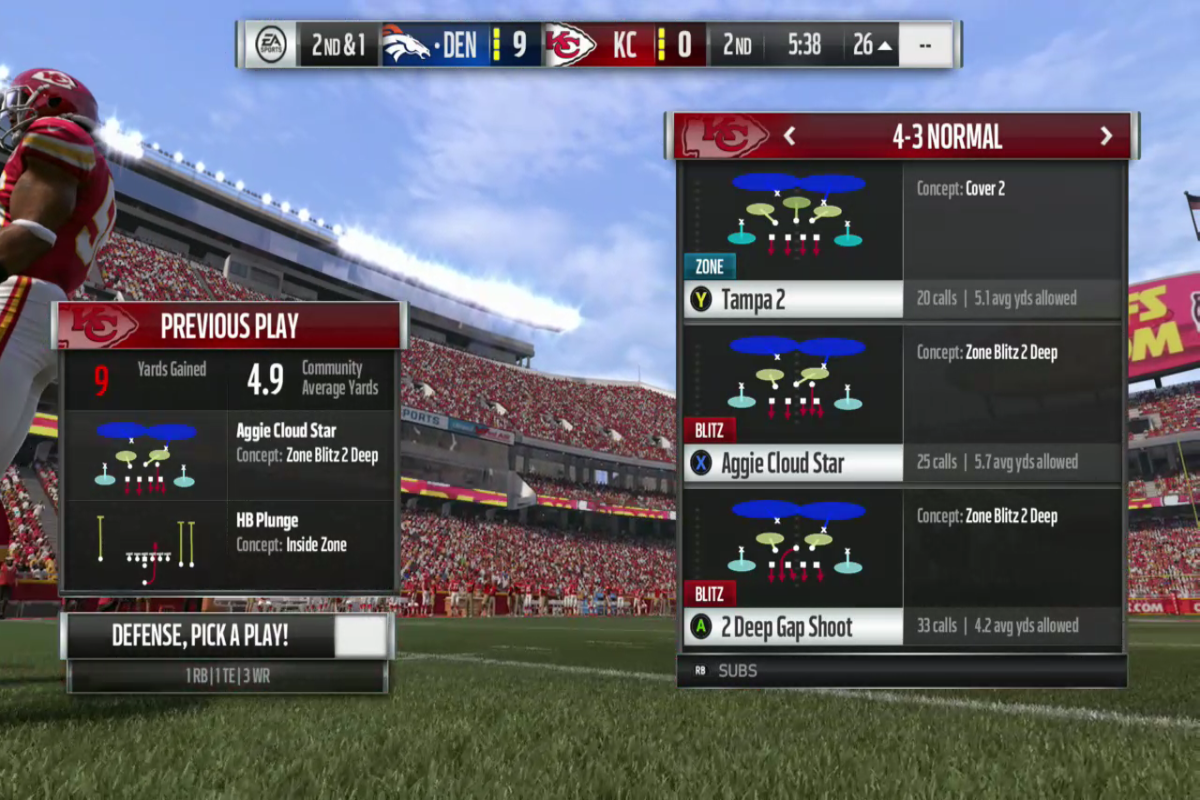 EA SPORTS 2ND & 1 · DEN 9 KC 0 2ND 5:38 26 --
KC < 4-3 NORMAL >
Concept: Cover 2
ZONE
Y Tampa 2 20 calls | 5.1 avg yds allowed
Concept: Zone Blitz 2 Deep
BLITZ
X Aggie Cloud Star 25 calls | 5.7 avg yds allowed
Concept: Zone Blitz 2 Deep
BLITZ
A 2 Deep Gap Shoot 33 calls | 4.2 avg yds allowed
RB SUBS
KC PREVIOUS PLAY
9 Yards Gained 4.9 Community
Average Yards
Aggie Cloud Star
Concept: Zone Blitz 2 Deep
HB Plunge
Concept: Inside Zone
DEFENSE, PICK A PLAY!
1 RB | 1 TE | 3 WR